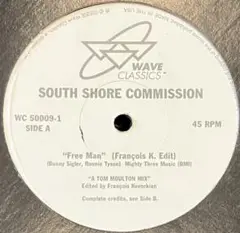 WAVE
CLASSICS
SOUTH SHORE COMMISSION
WC 50009-1
SIDE A
45 RPM
"Free Man" (François K. Edit)
(Bunny Sigler, Ronnie Tyson) Mighty Three Music (BMI)
"A TOM MOULTON MIX"
Edited by François Kevorkian
Complete credits, see Side B.